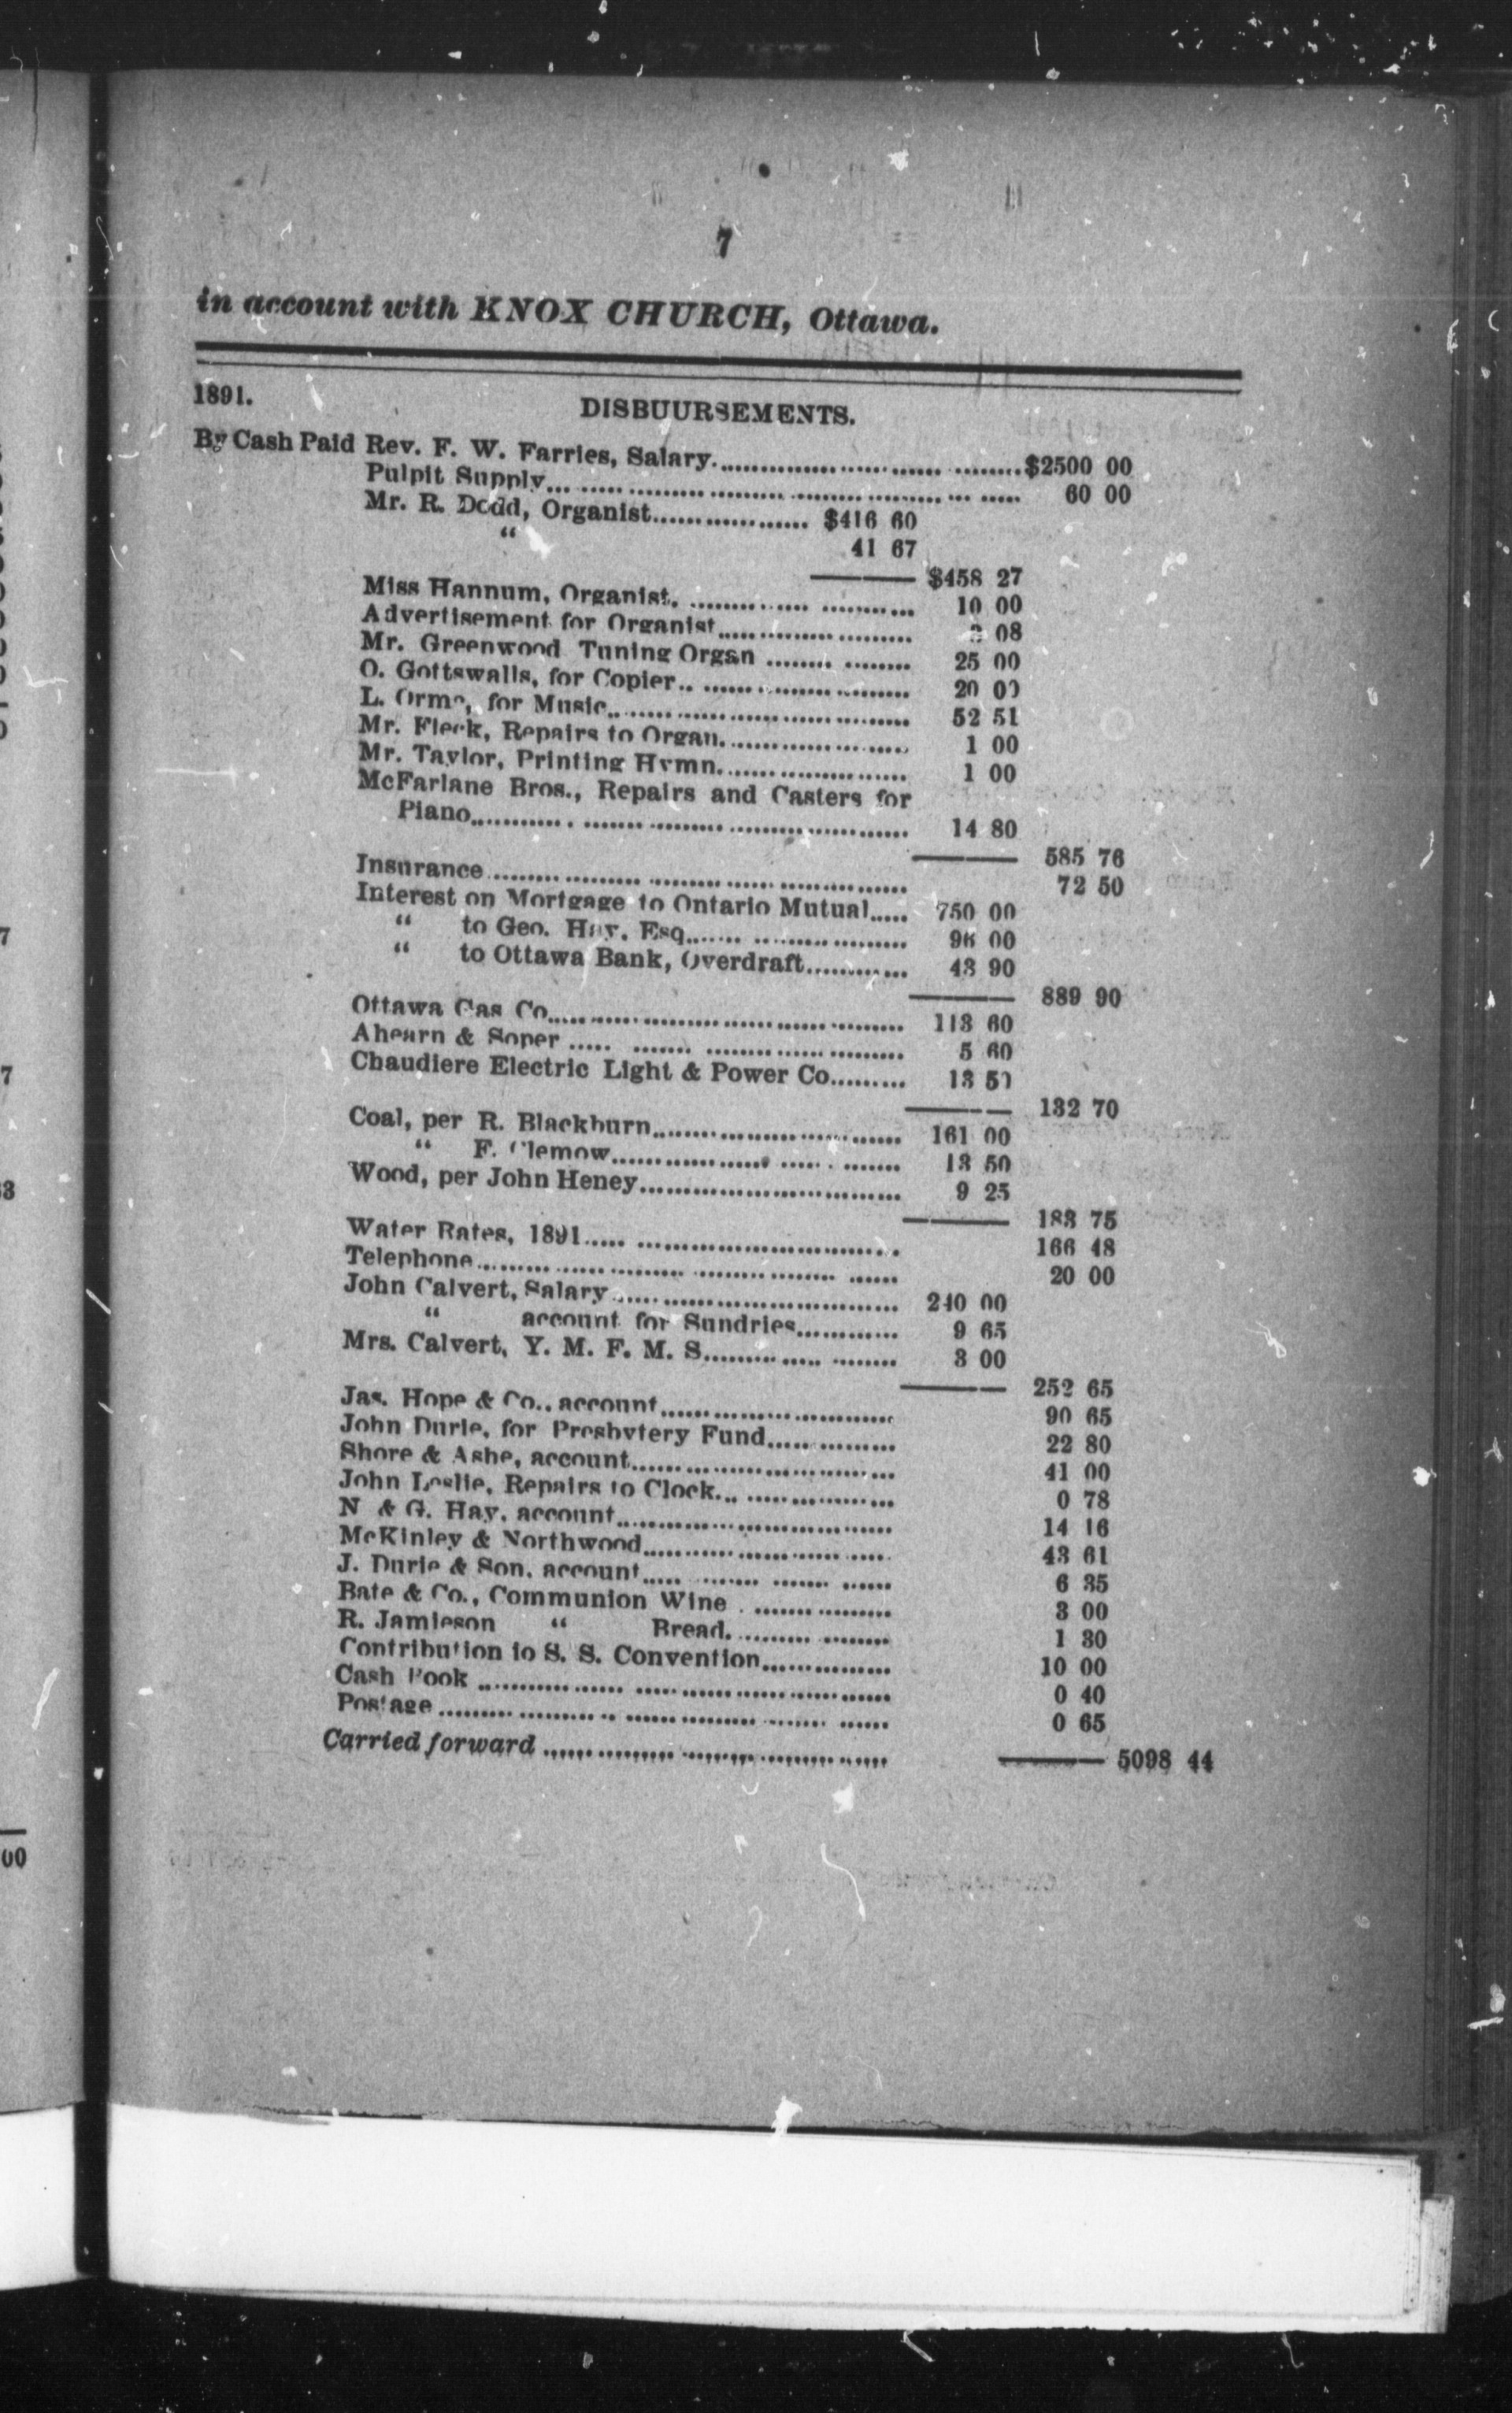 7
in account with KNOX CHURCH, Ottawa.
1891.
DISBUURSEMENTS.
By Cash Paid Rev. F. W. Farries, Salary $2500 00
Pulpit Supply 60 00
Mr. R. Dodd, Organist $416 60
“ 41 67
$458 27
Miss Hannum, Organist. 10 00
Advertisement for Organist 08
Mr. Greenwood Tuning Organ 25 00
O. Gottswalls, for Copier 20 00
L. Orme, for Music 52 51
Mr. Fleck, Repairs to Organ. 1 00
Mr. Taylor, Printing Hymn. 1 00
McFarlane Bros., Repairs and Casters for
Piano 14 80
585 76
Insurance 72 50
Interest on Mortgage to Ontario Mutual 750 00
“ to Geo. Hay, Esq 96 00
“ to Ottawa Bank, Overdraft 43 90
889 90
Ottawa Gas Co 113 60
Ahearn & Soper 5 60
Chaudiere Electric Light & Power Co 13 50
132 70
Coal, per R. Blackburn 161 00
“ F. Clemow 13 50
Wood, per John Heney 9 25
183 75
Water Rates, 1891 166 48
Telephone 20 00
John Calvert, Salary 240 00
“ account for Sundries 9 65
Mrs. Calvert, Y. M. F. M. S 3 00
252 65
Jas. Hope & Co., account 90 65
John Durie, for Presbytery Fund 22 80
Shore & Ashe, account 41 00
John Leslie, Repairs to Clock. 0 78
N & G. Hay, account 14 16
McKinley & Northwood 43 61
J. Durie & Son, account 6 35
Bate & Co., Communion Wine 3 00
R. Jamieson “ Bread. 1 30
Contribution to S. S. Convention 10 00
Cash Book 0 40
Postage 0 65
Carried forward 5098 44